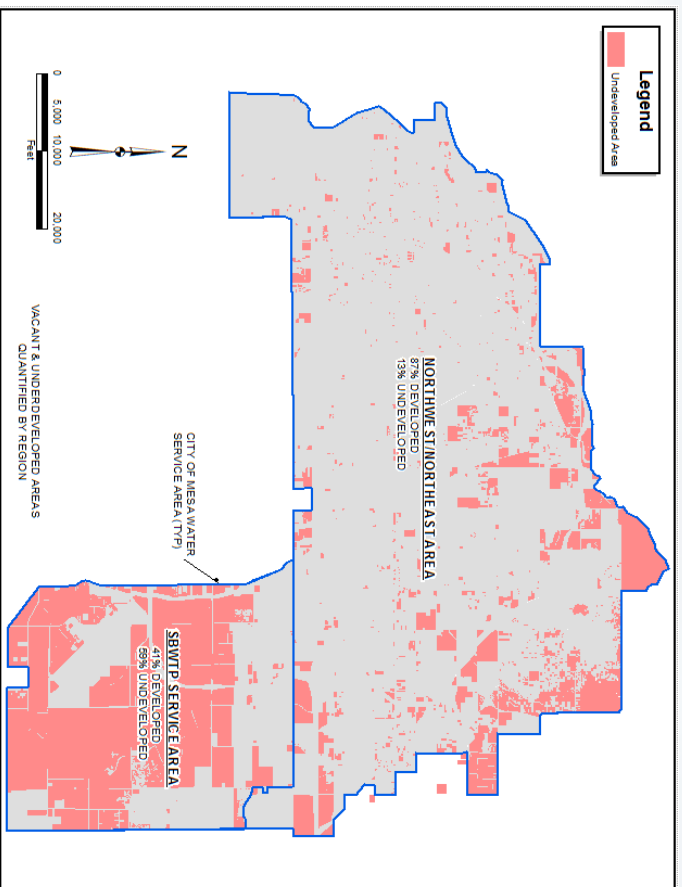 Legend
Undeveloped Area
NORTHWEST/NORTHEAST AREA
87% DEVELOPED
13% UNDEVELOPED
CITY OF MESA WATER
SERVICE AREA (TYP)
SBWTP SERVICE AREA
41% DEVELOPED
59% UNDEVELOPED
N
0 5,000 10,000 20,000
Feet
VACANT & UNDERDEVELOPED AREAS
QUANTIFIED BY REGION